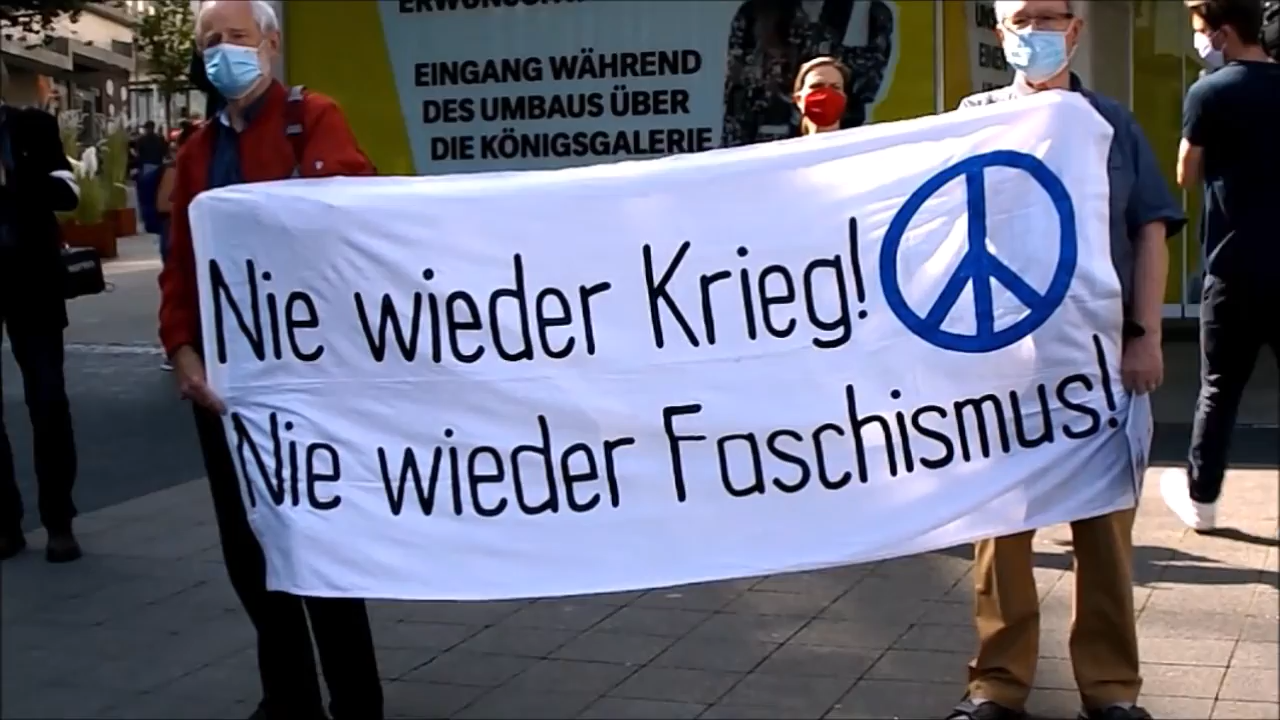 EINGANG WÄHREND
DES UMBAUS ÜBER
DIE KÖNIGSGALERIE
Nie wieder Krieg!
Nie wieder Faschismus!